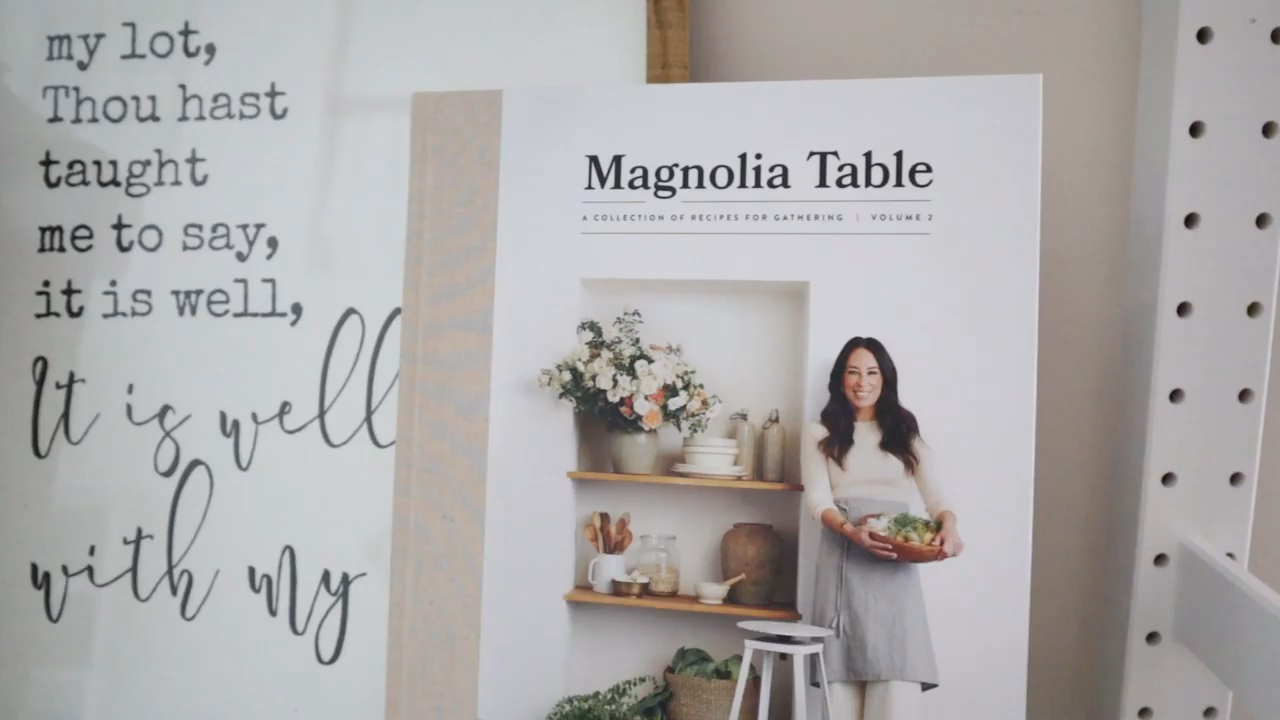 my lot,
Thou hast
taught
me to say,
it is well,
It is well
with my
Magnolia Table
A COLLECTION OF RECIPES FOR GATHERING | VOLUME 2